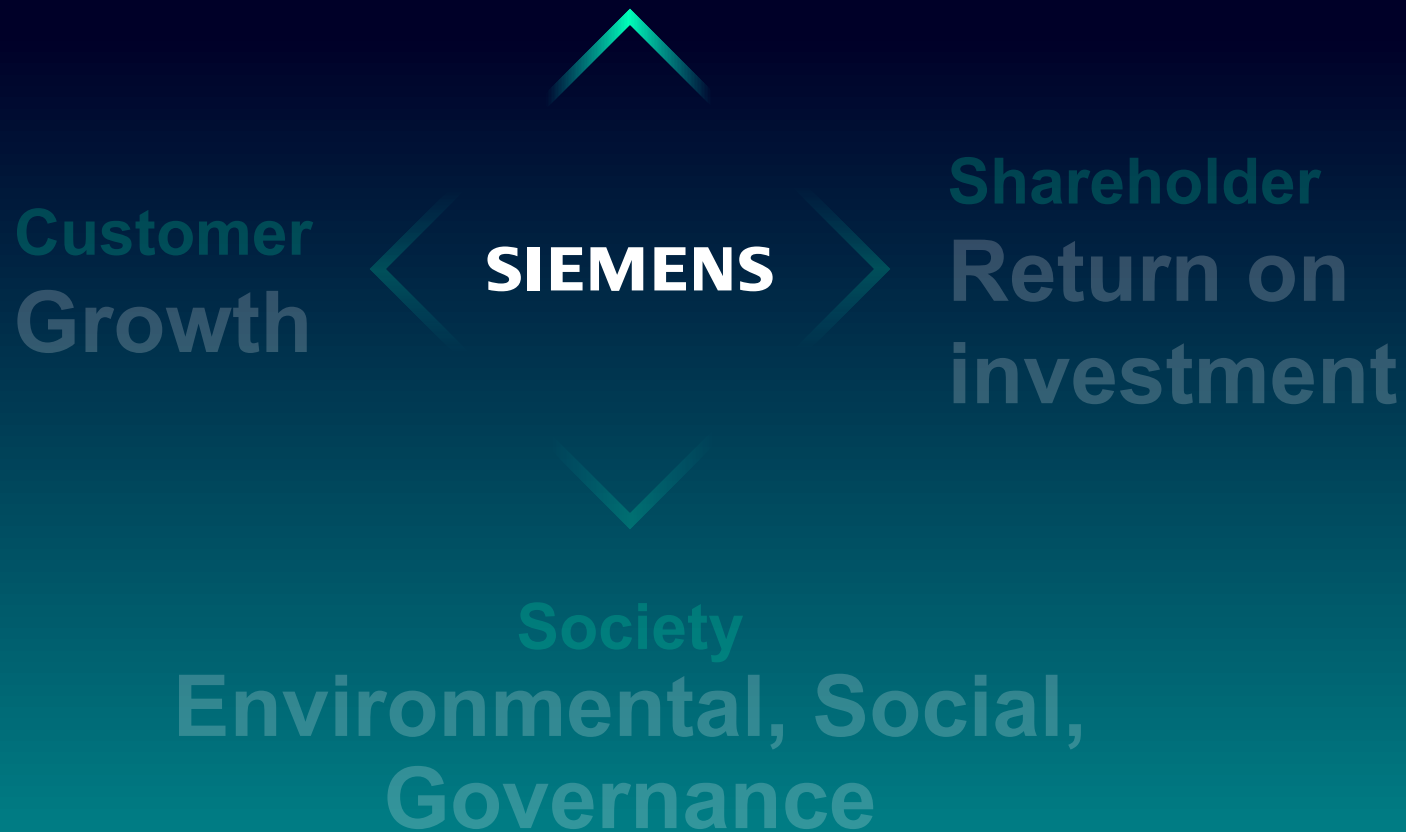 Customer
Growth
SIEMENS
Shareholder
Return on
investment
Society
Environmental, Social,
Governance